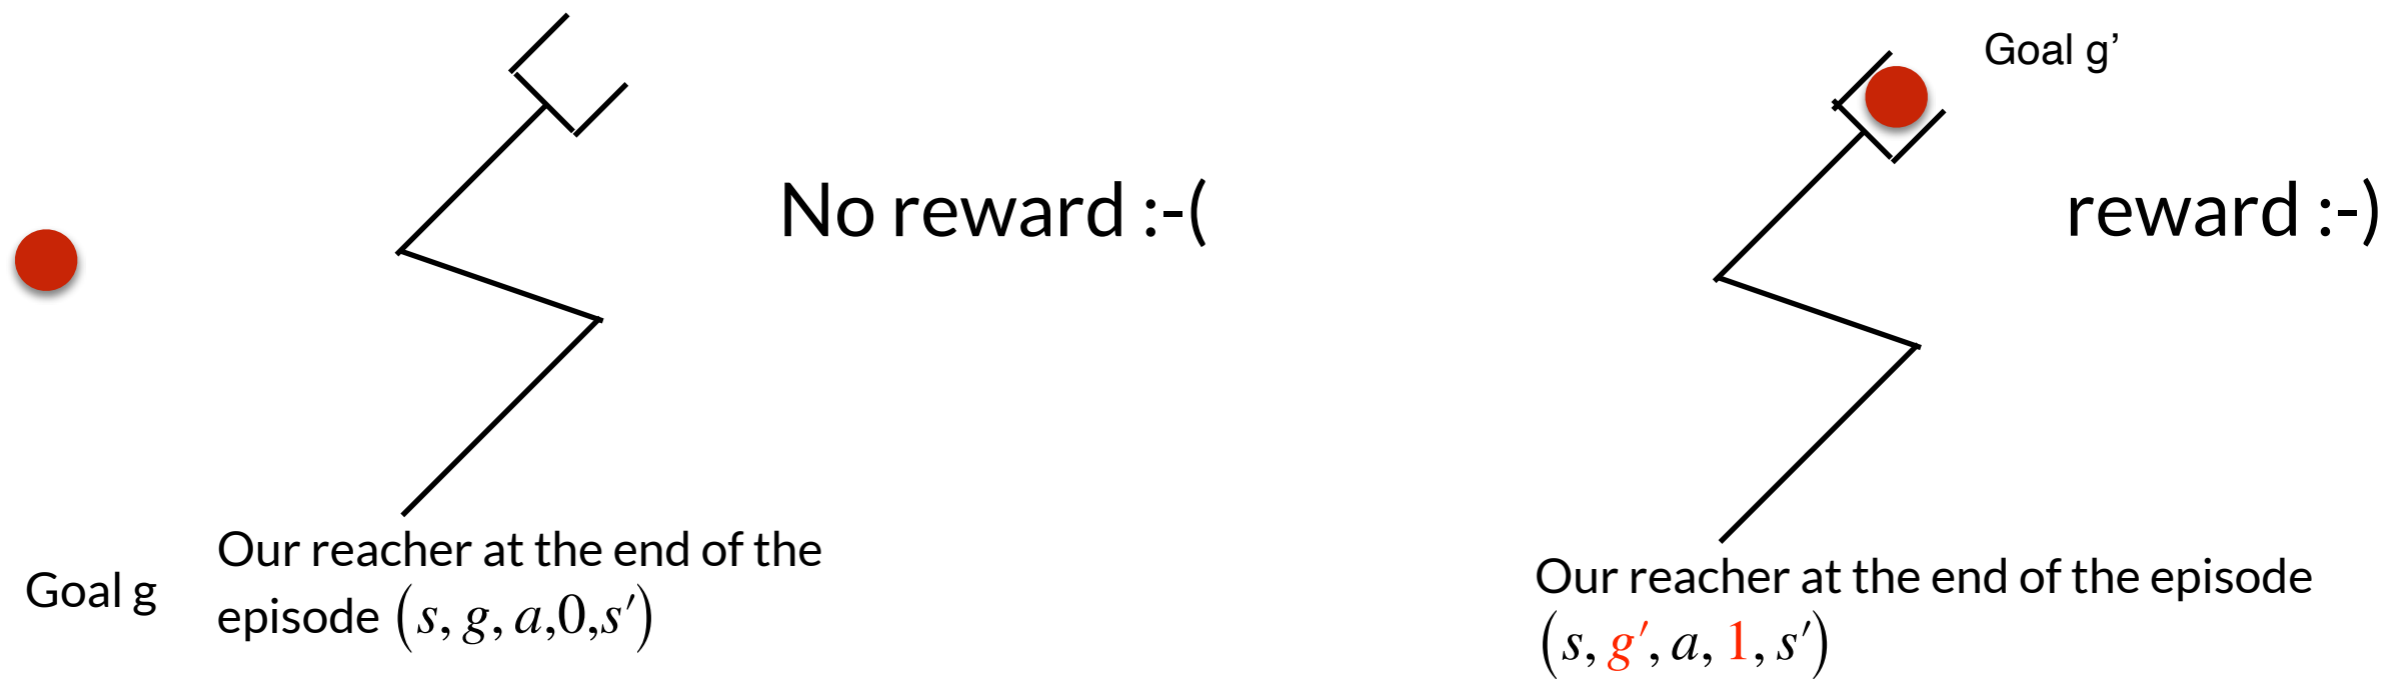 No reward :-(
Goal g
Our reacher at the end of the
episode (s, g, a,0,s′)
Goal g’
reward :-)
Our reacher at the end of the episode
(s, g′, a, 1, s′)